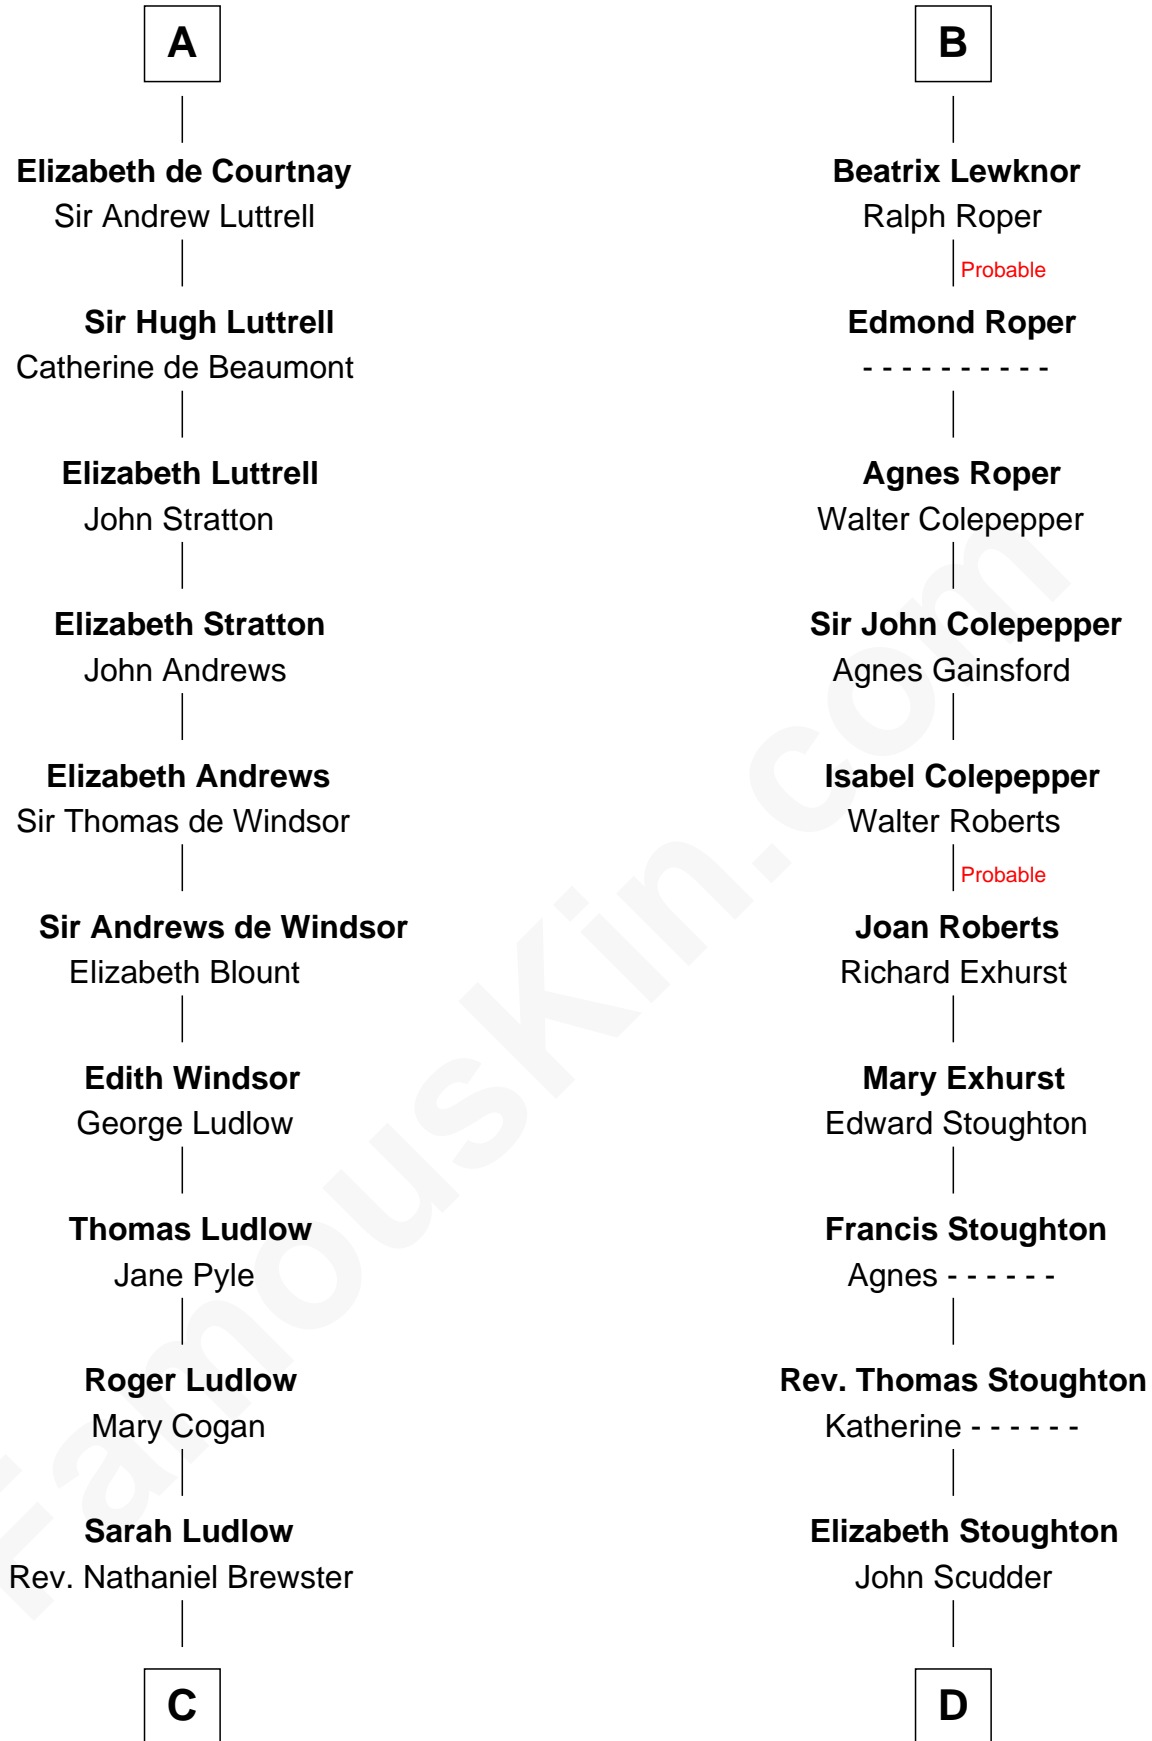 A
Elizabeth de Courtnay
Sir Andrew Luttrell
Sir Hugh Luttrell
Catherine de Beaumont
Elizabeth Luttrell
John Stratton
Elizabeth Stratton
John Andrews
Elizabeth Andrews
Sir Thomas de Windsor
Sir Andrews de Windsor
Elizabeth Blount
Edith Windsor
George Ludlow
Thomas Ludlow
Jane Pyle
Roger Ludlow
Mary Cogan
Sarah Ludlow
Rev. Nathaniel Brewster
C
B
Beatrix Lewknor
Ralph Roper
Probable
Edmond Roper
- - - - - - - - - -
Agnes Roper
Walter Colepepper
Sir John Colepepper
Agnes Gainsford
Isabel Colepepper
Walter Roberts
Probable
Joan Roberts
Richard Exhurst
Mary Exhurst
Edward Stoughton
Francis Stoughton
Agnes - - - - - -
Rev. Thomas Stoughton
Katherine - - - - - -
Elizabeth Stoughton
John Scudder
D
FamousKin.com